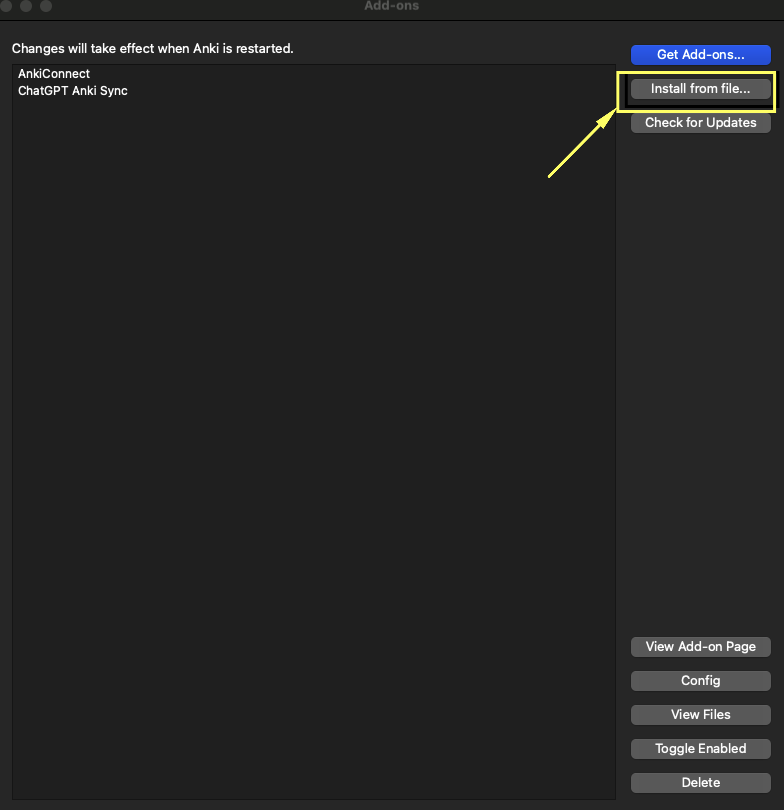 Add-ons
Changes will take effect when Anki is restarted.
AnkiConnect
ChatGPT Anki Sync
Get Add-ons...
Install from file...
Check for Updates
View Add-on Page
Config
View Files
Toggle Enabled
Delete